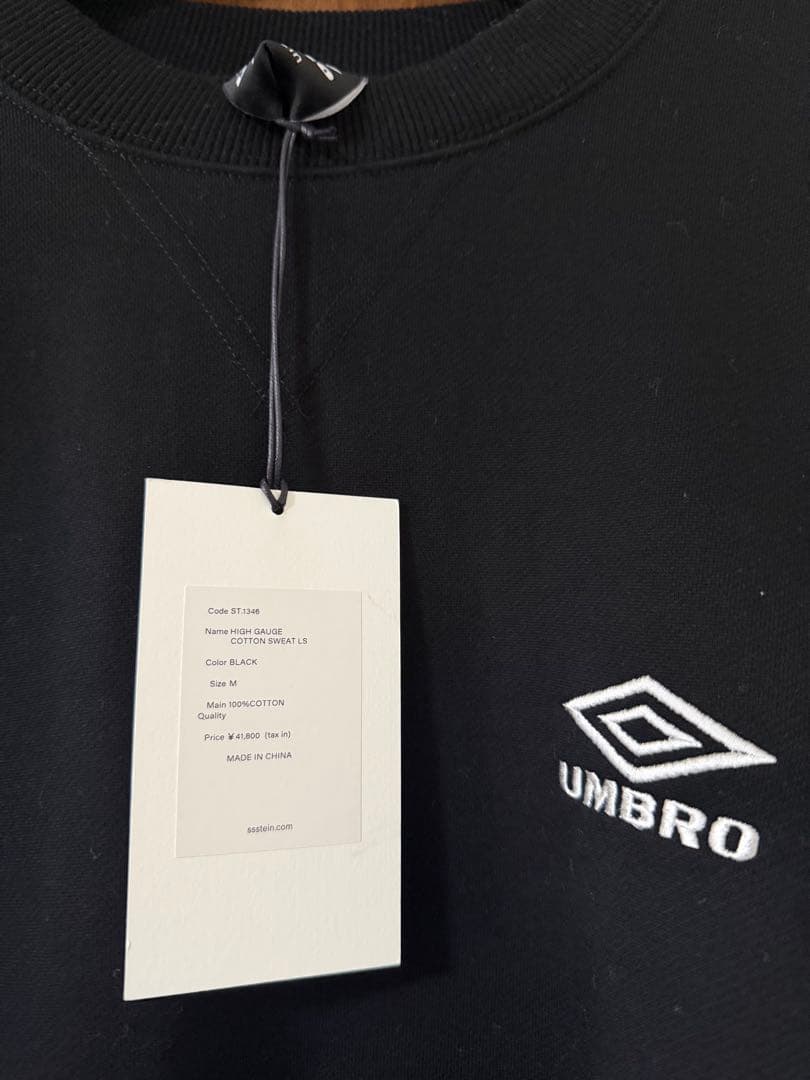 Code ST.1346
Name HIGH GAUGE
COTTON SWEAT LS
Color BLACK
Size M
Main 100%COTTON
Quality
Price ¥41,800 (tax in)
MADE IN CHINA
ssstein.com
UMBRO